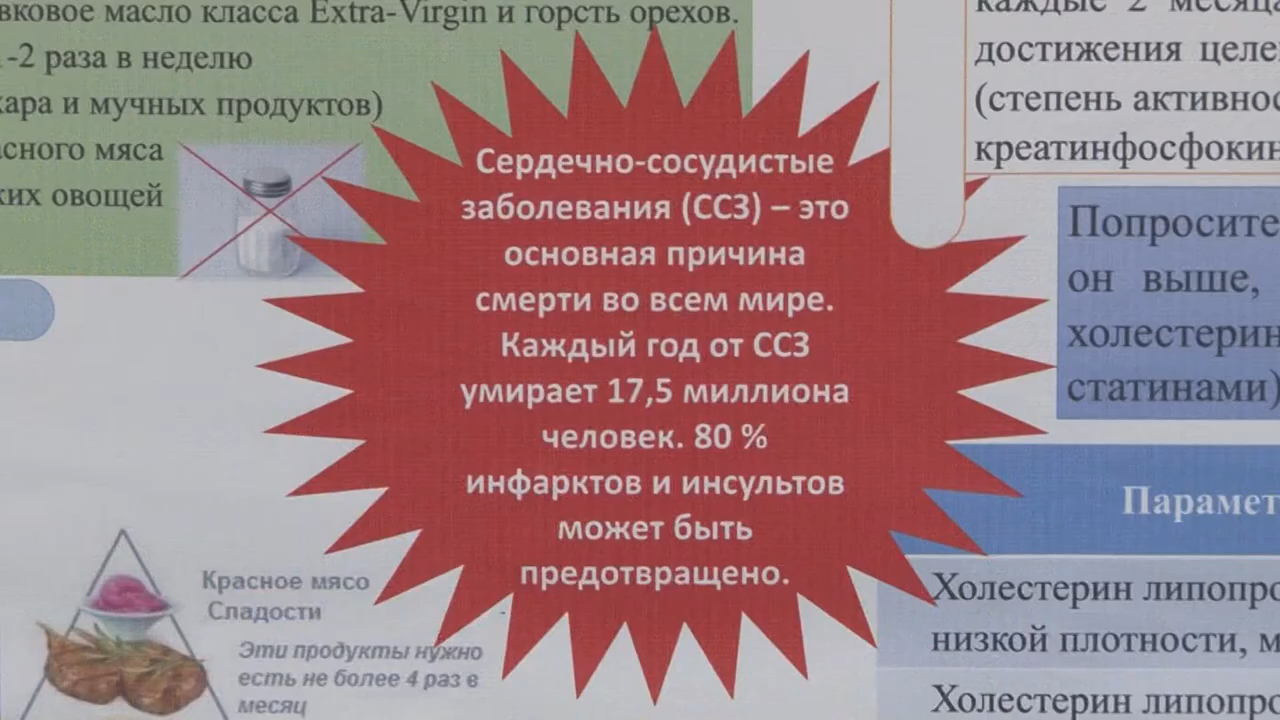 вковое масло класса Extra-Virgin и горсть орехов.
-2 раза в неделю
хара и мучных продуктов)
асного мяса
ких овощей
Сердечно-сосудистые
заболевания (ССЗ) – это
основная причина
смерти во всем мире.
Каждый год от ССЗ
умирает 17,5 миллиона
человек. 80 %
инфарктов и инсультов
может быть
предотвращено.
каждые 2 месяца
достижения целе
(степень активнос
креатинфосфокин
Попросите
он выше,
холестерин
статинами)
Парамет
Холестерин липопро
низкой плотности, м
Холестерин липопро
Красное мясо
Сладости
Эти продукты нужно
есть не более 4 раз в
месяц